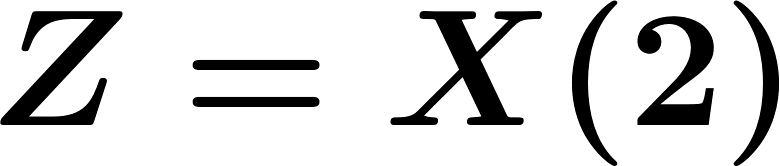 Z = X(2)